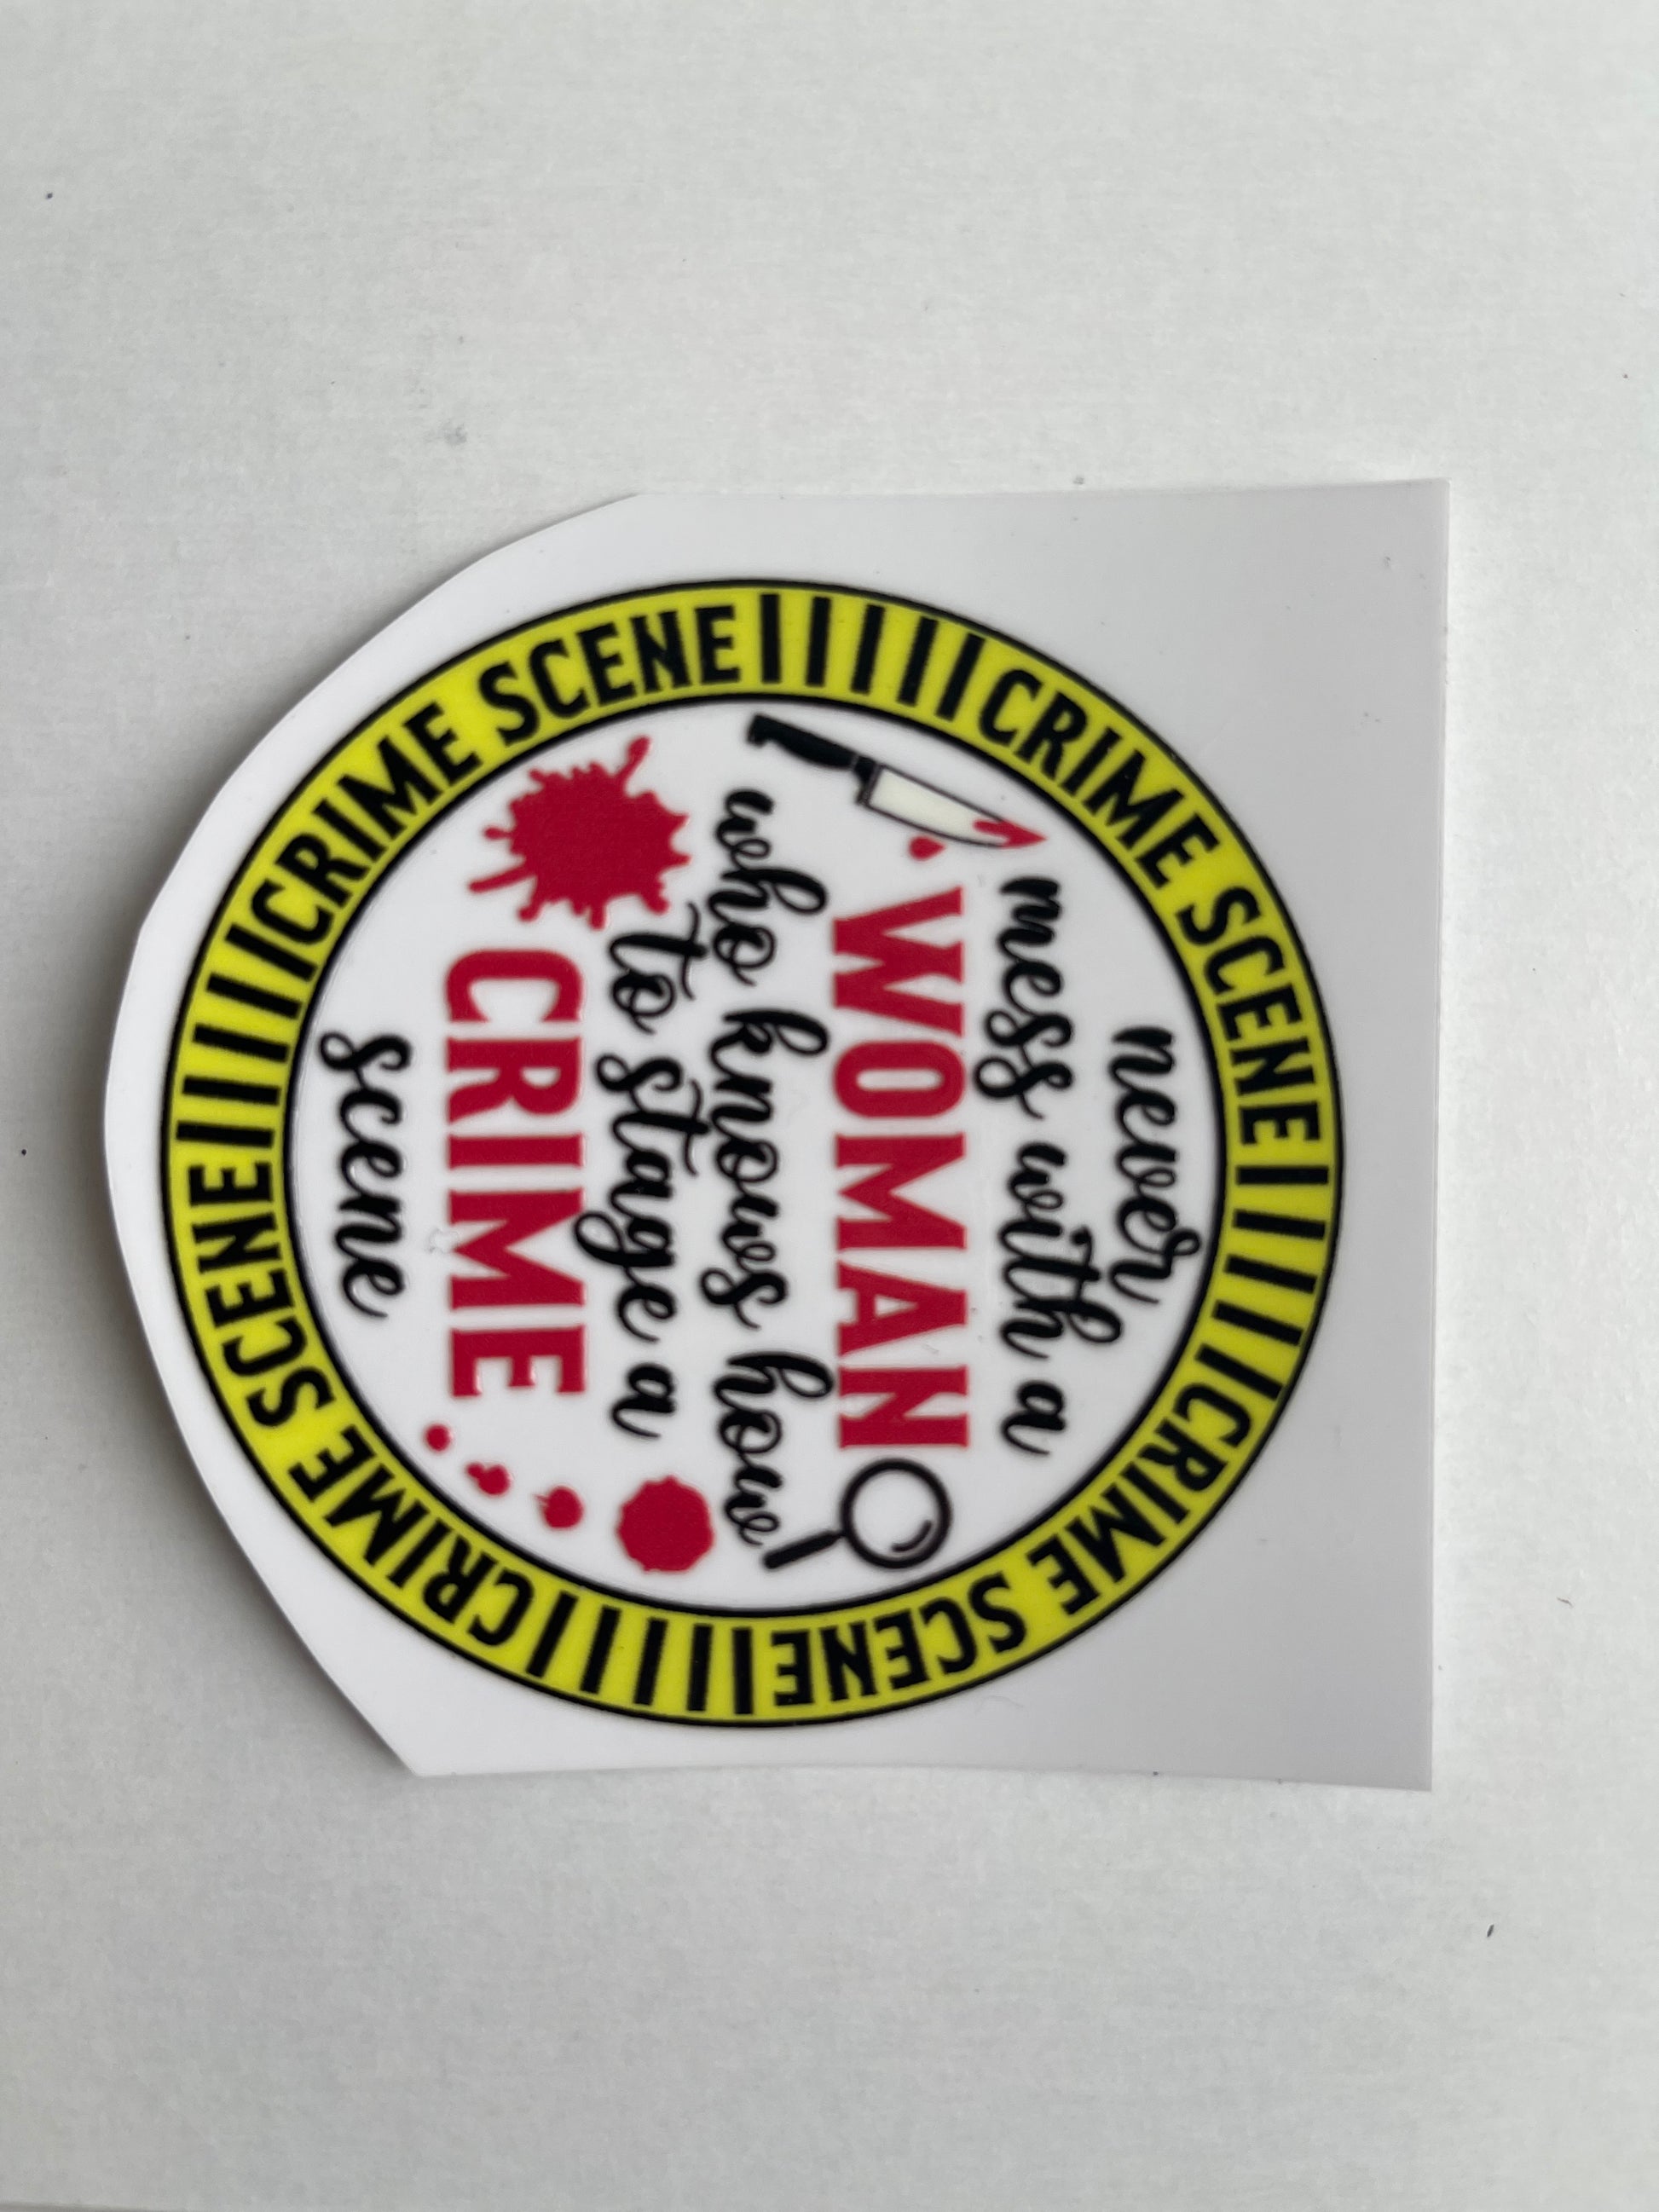 never
mess with a
WOMAN
who knows how
to stage a
CRIME
scene
CRIME SCENE
CRIME SCENE
CRIME SCENE
CRIME SCENE